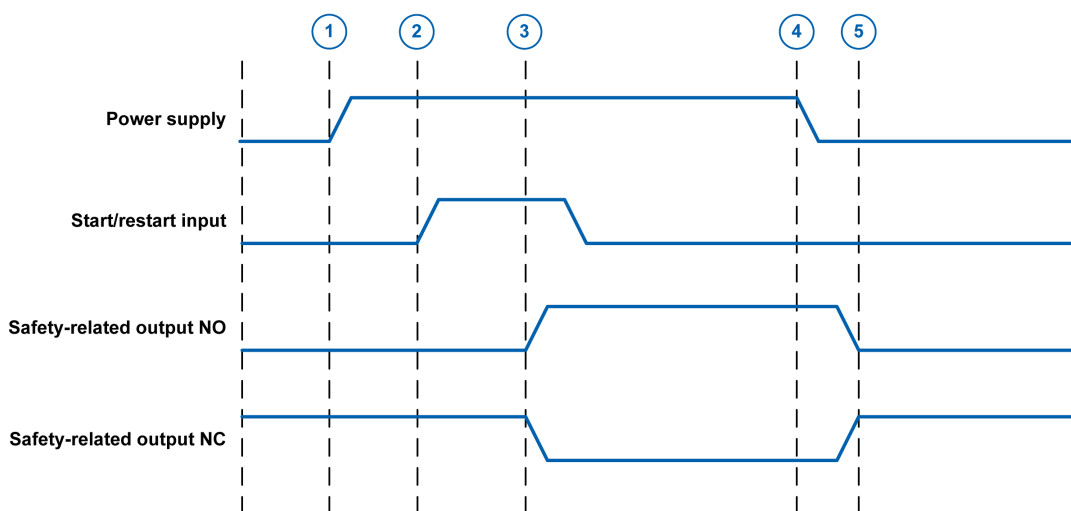 1 2 3 4 5
Power supply
Start/restart input
Safety-related output NO
Safety-related output NC